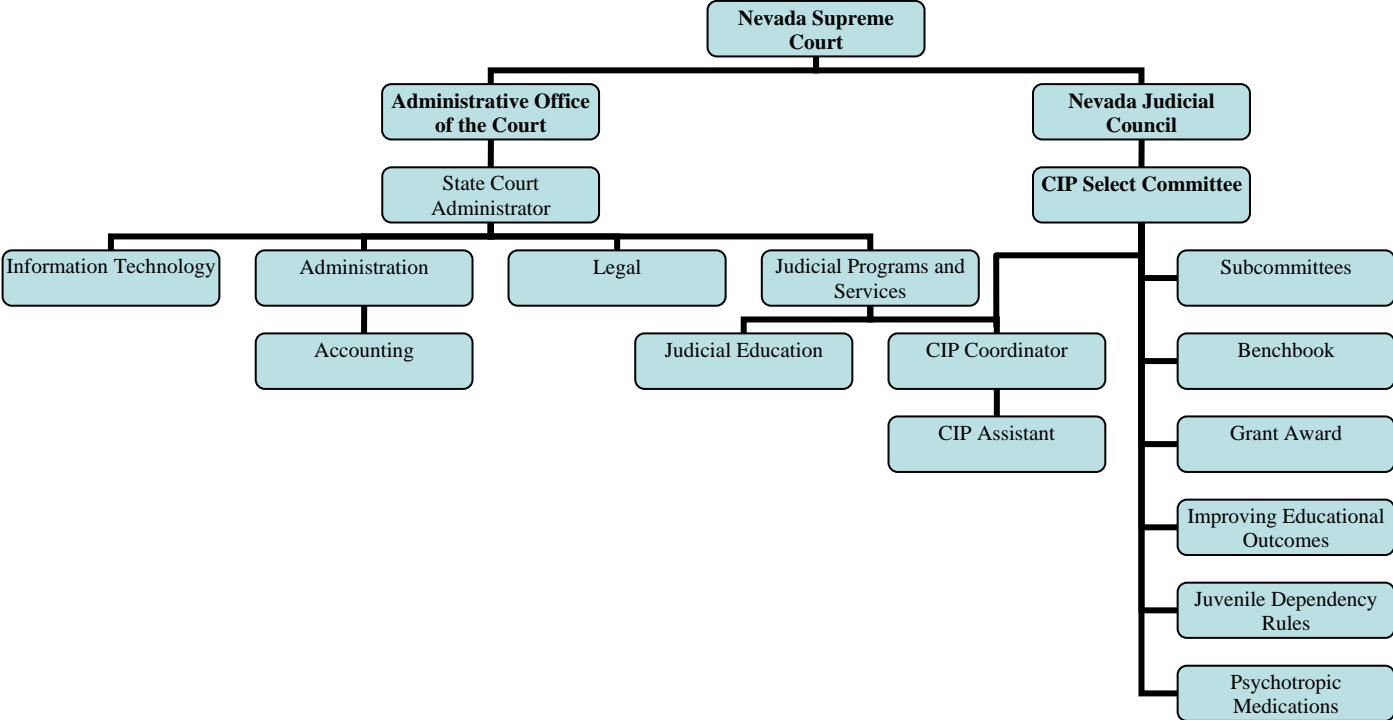 Nevada Supreme
Court
Administrative Office
of the Court
Nevada Judicial
Council
State Court
Administrator
CIP Select Committee
Information Technology
Administration
Legal
Judicial Programs and
Services
Subcommittees
Accounting
Judicial Education
CIP Coordinator
Benchbook
CIP Assistant
Grant Award
Improving Educational
Outcomes
Juvenile Dependency
Rules
Psychotropic
Medications